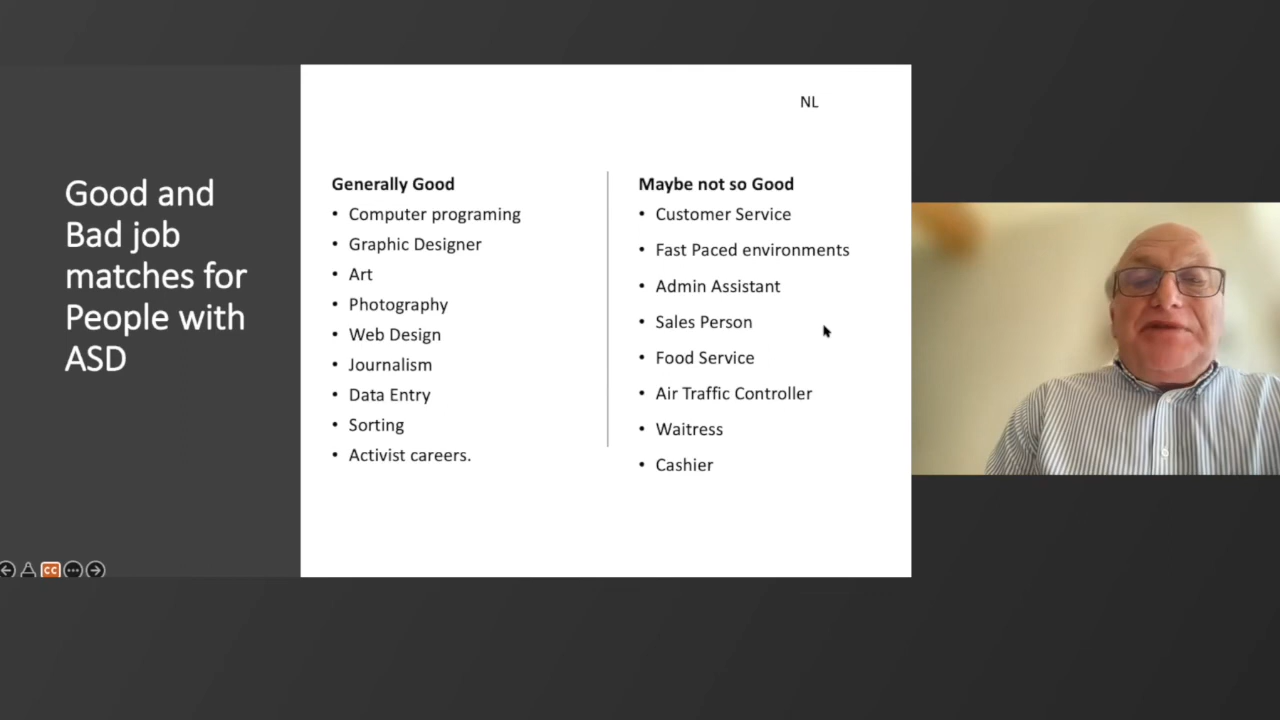 NL
Good and
Bad job
matches for
People with
ASD
Generally Good
• Computer programing
• Graphic Designer
• Art
• Photography
• Web Design
• Journalism
• Data Entry
• Sorting
• Activist careers.
Maybe not so Good
• Customer Service
• Fast Paced environments
• Admin Assistant
• Sales Person
• Food Service
• Air Traffic Controller
• Waitress
• Cashier
CC